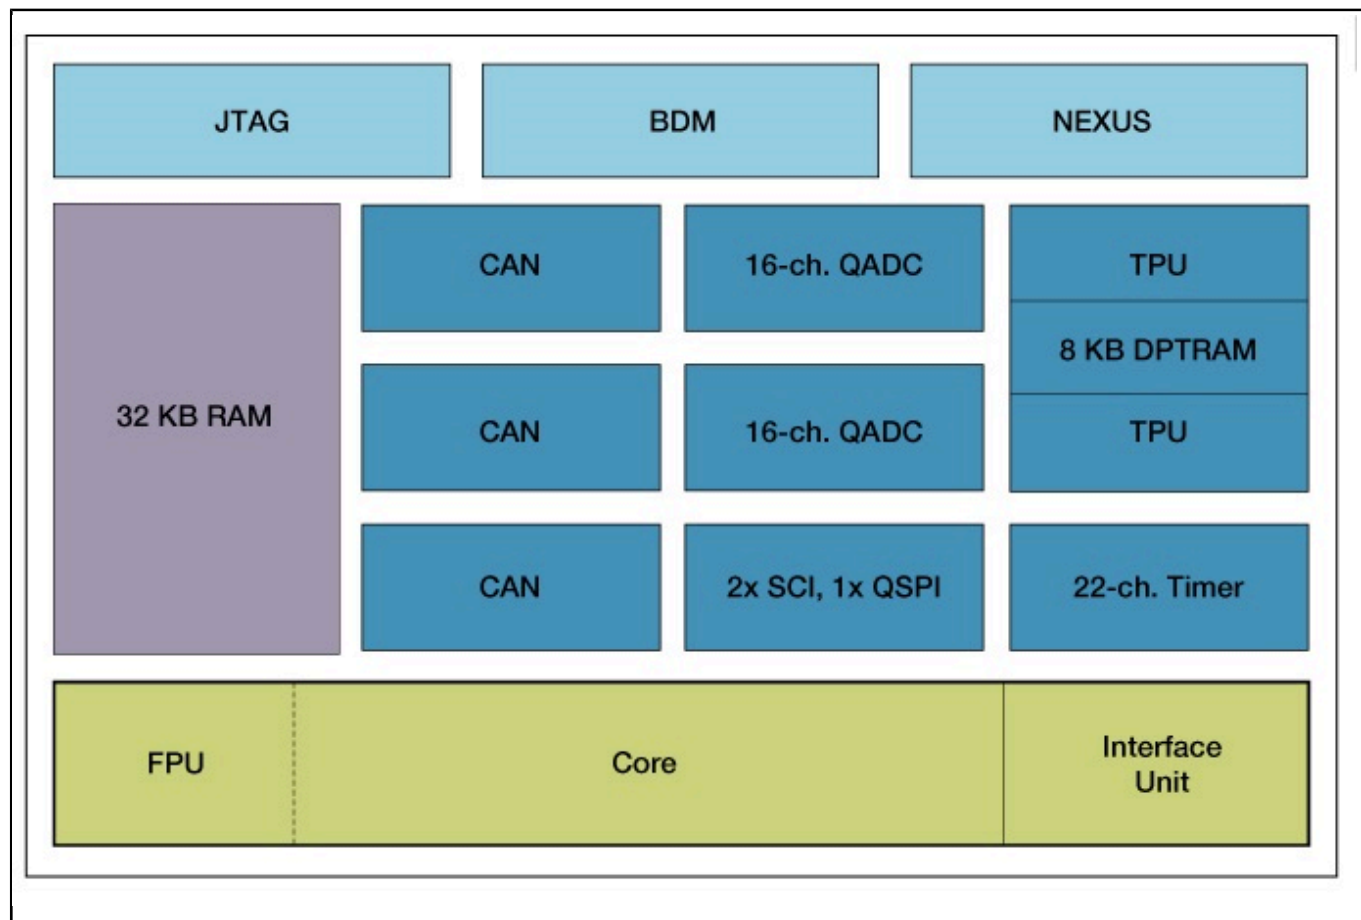 JTAG
BDM
NEXUS
32 KB RAM
CAN
16-ch. QADC
TPU
8 KB DPTRAM
CAN
16-ch. QADC
TPU
CAN
2x SCI, 1x QSPI
22-ch. Timer
FPU
Core
Interface
Unit